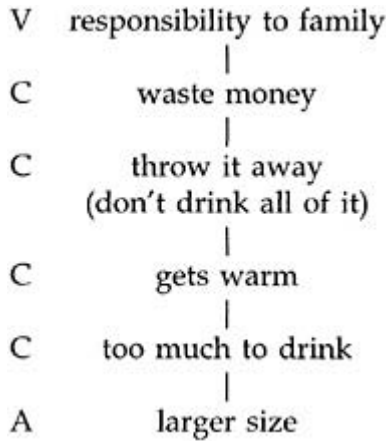 V responsibility to family
C waste money
C throw it away
(don't drink all of it)
C gets warm
C too much to drink
A larger size